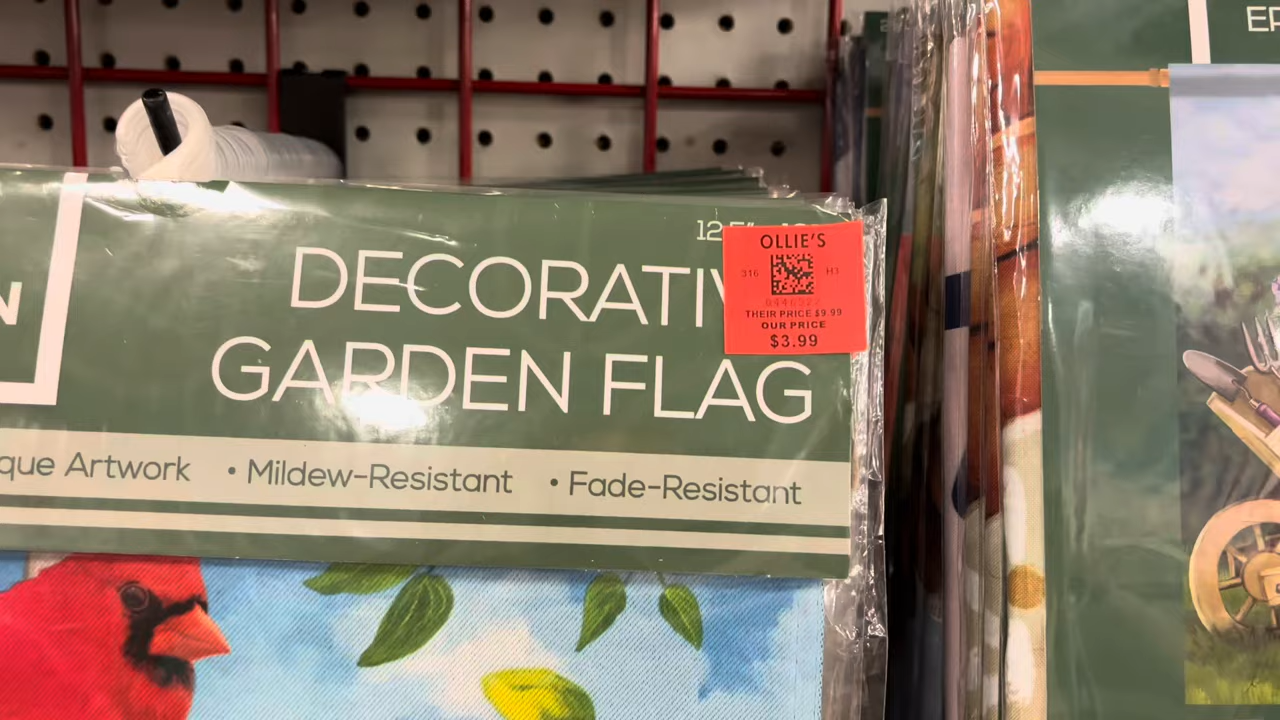 OLLIE'S
316 H3
THEIR PRICE $9.99
OUR PRICE
$3.99
DECORATIV
GARDEN FLAG
que Artwork • Mildew-Resistant • Fade-Resistant
N